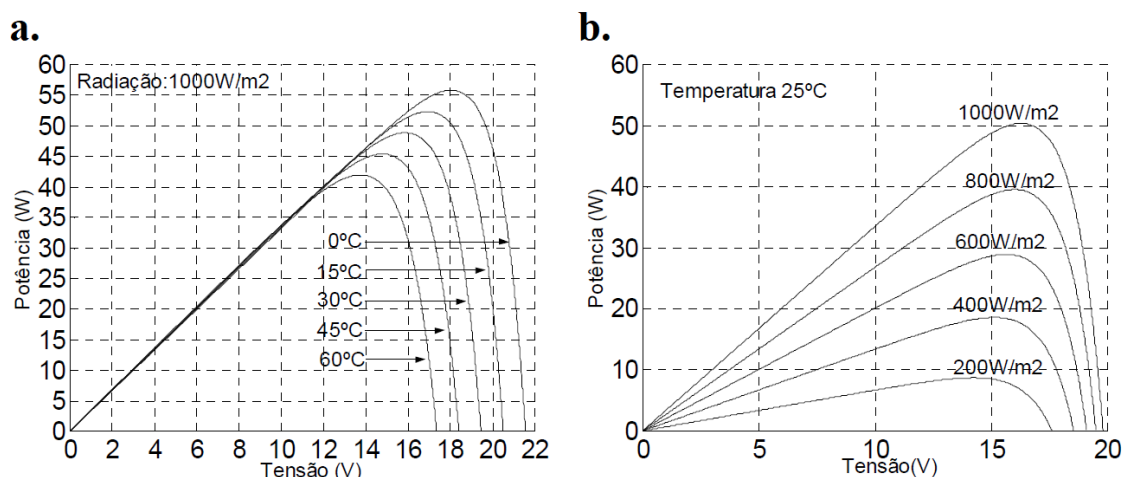 a.
60
55
50
45
40
35
30
25
20
15
10
5
0
Potência (W)
Radiação:1000W/m2
0ºC
15ºC
30ºC
45ºC
60ºC
0 2 4 6 8 10 12 14 16 18 20 22
Tensão (V)
b.
60
50
40
30
20
10
0
Potência (W)
Temperatura 25ºC
1000W/m2
800W/m2
600W/m2
400W/m2
200W/m2
0 5 10 15 20
Tensão(V)